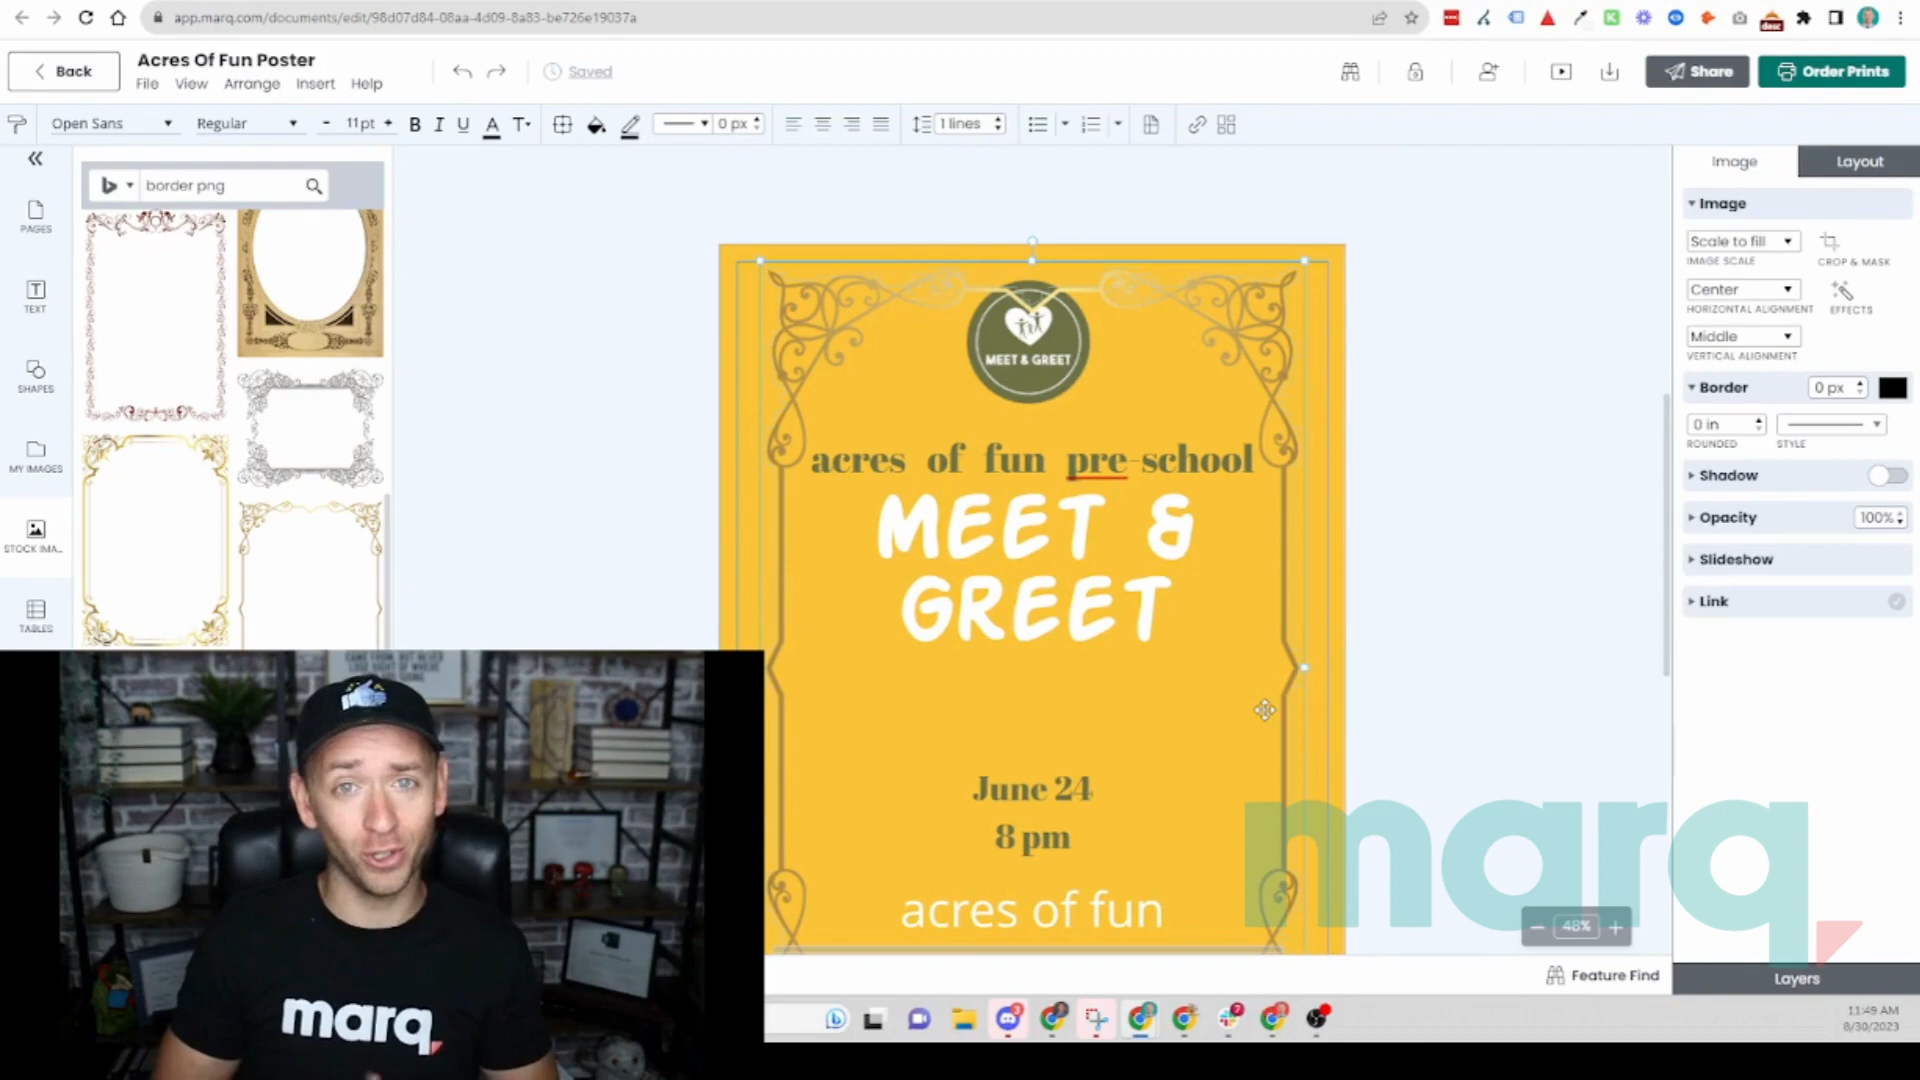 app.marq.com/documents/edit/98d07d84-08aa-4d09-8a83-be726e19037a
desc
Back
Acres Of Fun Poster
File View Arrange Insert Help
Saved
Share
Order Prints
Open Sans
Regular
- 11pt +
B I U A T
0 px
1 lines
PAGES
TEXT
SHAPES
MY IMAGES
STOCK IMA...
TABLES
border png
MEET & GREET
acres of fun pre-school
MEET &
GREET
June 24
8 pm
acres of fun
Image
Layout
Image
Scale to fill
IMAGE SCALE
CROP & MASK
Center
HORIZONTAL ALIGNMENT
EFFECTS
Middle
VERTICAL ALIGNMENT
Border
0 px
0 in
ROUNDED
STYLE
Shadow
Opacity
100%
Slideshow
Link
marq
48%
Feature Find
Layers
11:49 AM
8/30/2023
marq